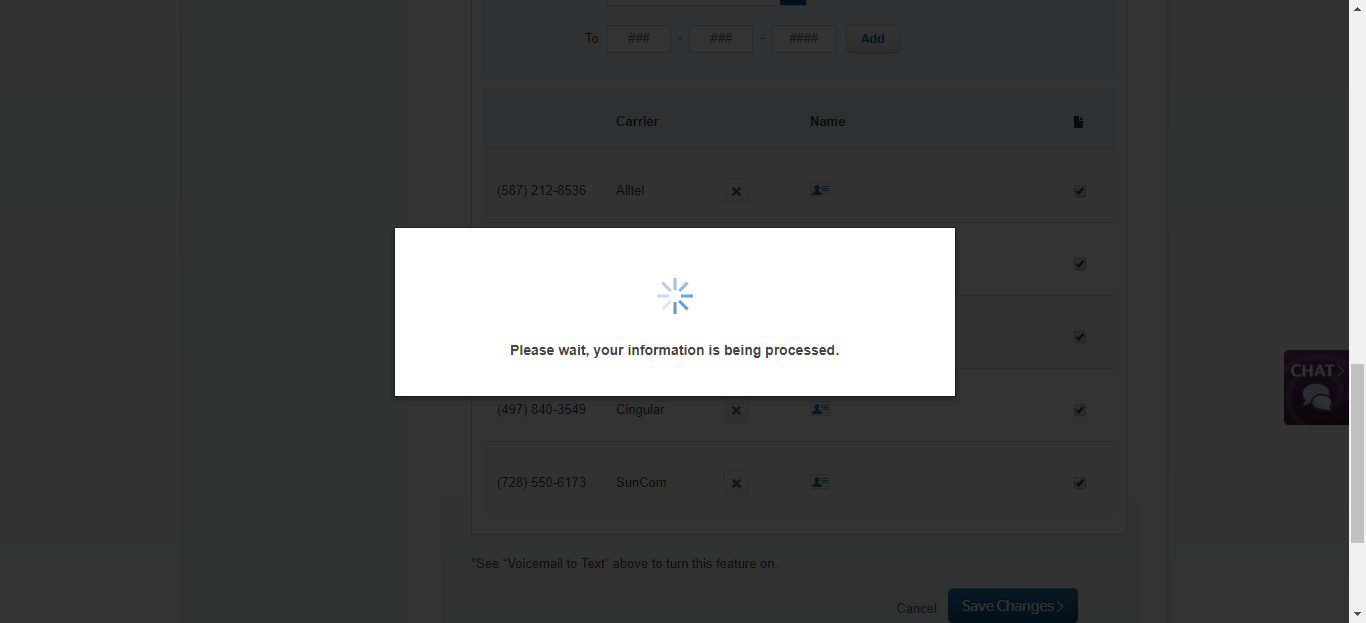 To: ### - ### - #### Add
Carrier Name
(587) 212-8536 Alltel
Please wait, your information is being processed.
CHAT
(497) 840-3549 Cingular
(728) 550-6173 SunCom
*See “Voicemail to Text” above to turn this feature on.
Cancel Save Changes